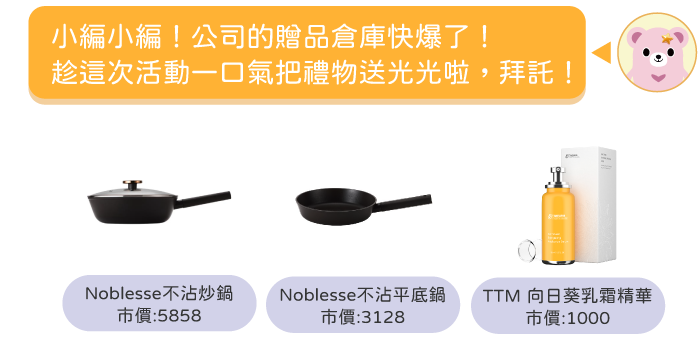 小編小編！公司的贈品倉庫快爆了！
趁這次活動一口氣把禮物送光光啦，拜託！
Noblesse不沾炒鍋
市價:5858
Noblesse不沾平底鍋
市價:3128
TTM 向日葵乳霜精華
市價:1000